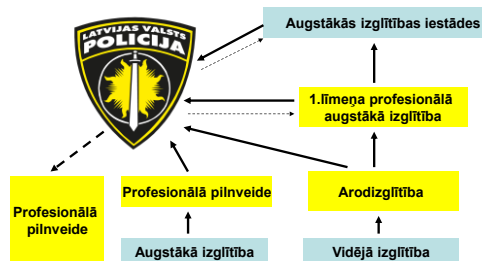 LATVIJAS VALSTS
POLICIJA
Augstākās izglītības iestādes
1.līmeņa profesionālā
augstākā izglītība
Profesionālā
pilnveide
Profesionālā pilnveide
Arodizglītība
Augstākā izglītība
Vidējā izglītība